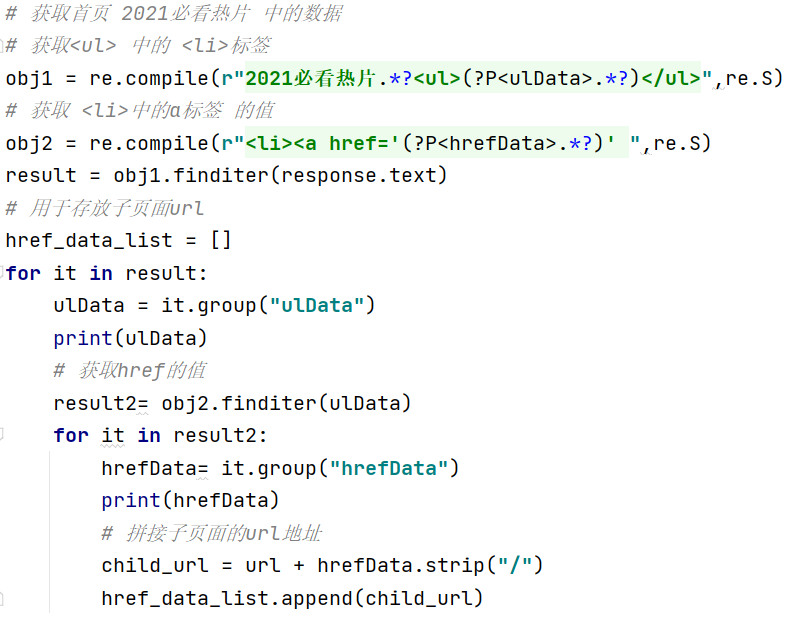 # 获取首页 2021必看热片 中的数据
# 获取<ul> 中的 <li>标签
obj1 = re.compile(r"2021必看热片.*?<ul>(?P<ulData>.*?)</ul>",re.S)
# 获取 <li>中的a标签 的值
obj2 = re.compile(r"<li><a href='(?P<hrefData>.*?)' ",re.S)
result = obj1.finditer(response.text)
# 用于存放子页面url
href_data_list = []
for it in result:
    ulData = it.group("ulData")
    print(ulData)
    # 获取href的值
    result2= obj2.finditer(ulData)
    for it in result2:
        hrefData= it.group("hrefData")
        print(hrefData)
        # 拼接子页面的url地址
        child_url = url + hrefData.strip("/")
        href_data_list.append(child_url)